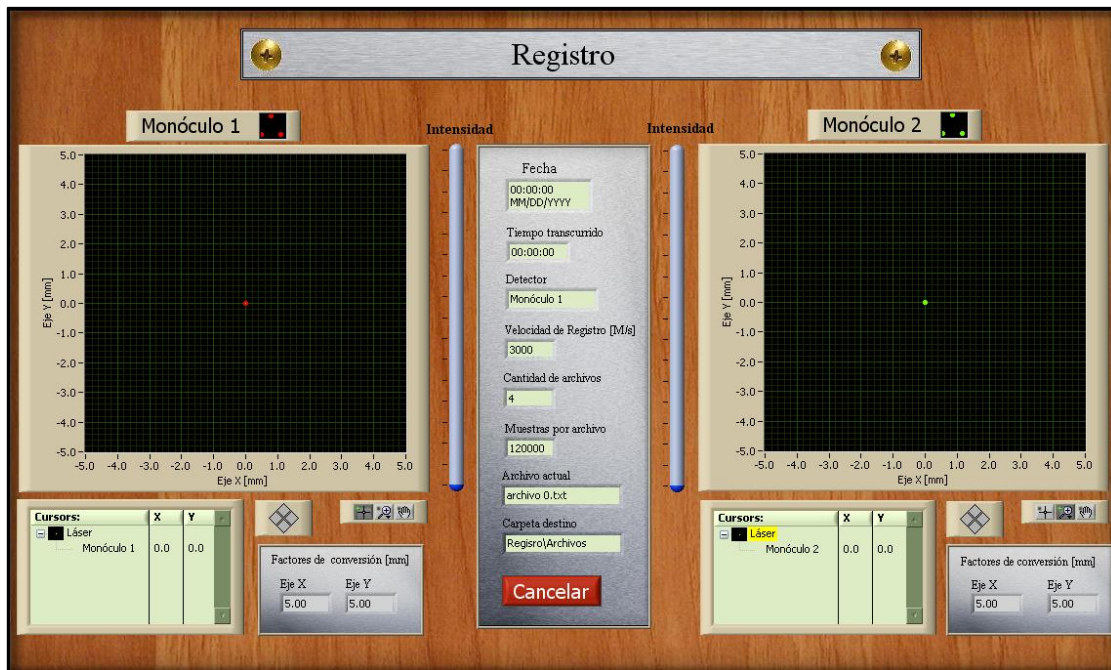 Registro
Monóculo 1
Intensidad
Intensidad
Monóculo 2
5.0
4.0
3.0
2.0
1.0
0.0
-1.0
-2.0
-3.0
-4.0
-5.0
Eje Y [mm]
-5.0 -4.0 -3.0 -2.0 -1.0 0.0 1.0 2.0 3.0 4.0 5.0
Eje X [mm]
Fecha
00:00:00
MM/DD/YYYY
Tiempo transcurrido
00:00:00
Detector
Monóculo 1
Velocidad de Registro [M/s]
3000
Cantidad de archivos
4
Muestras por archivo
120000
Archivo actual
archivo 0.txt
Carpeta destino
Regisro\Archivos
Cancelar
5.0
4.0
3.0
2.0
1.0
0.0
-1.0
-2.0
-3.0
-4.0
-5.0
Eje Y [mm]
-5.0 -4.0 -3.0 -2.0 -1.0 0.0 1.0 2.0 3.0 4.0 5.0
Eje X [mm]
Cursors: X Y
Láser
Monóculo 1 0.0 0.0
Factores de conversión [mm]
Eje X Eje Y
5.00 5.00
Cursors: X Y
Láser
Monóculo 2 0.0 0.0
Factores de conversión [mm]
Eje X Eje Y
5.00 5.00